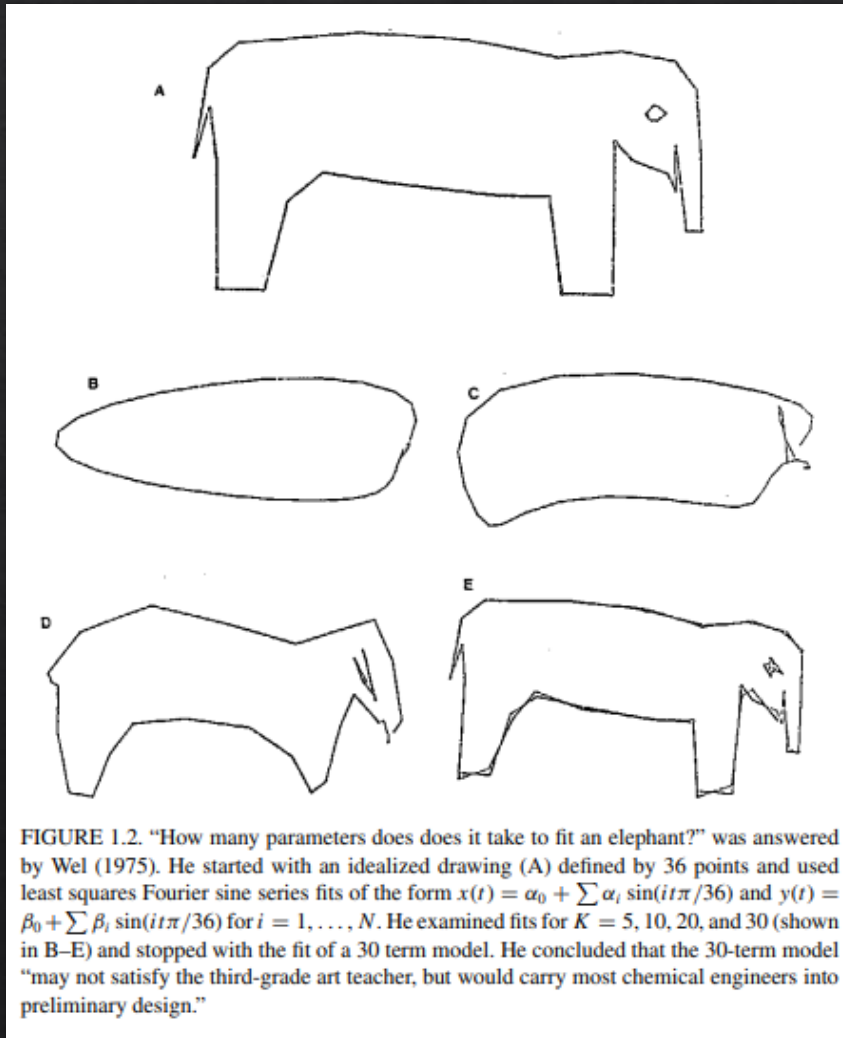 A
B
C
D
E
FIGURE 1.2. “How many parameters does does it take to fit an elephant?” was answered
by Wel (1975). He started with an idealized drawing (A) defined by 36 points and used
least squares Fourier sine series fits of the form x(t) = α₀ + ∑ αᵢ sin(itπ/36) and y(t) =
β₀ + ∑ βᵢ sin(itπ/36) for i = 1, . . . , N. He examined fits for K = 5, 10, 20, and 30 (shown
in B–E) and stopped with the fit of a 30 term model. He concluded that the 30-term model
“may not satisfy the third-grade art teacher, but would carry most chemical engineers into
preliminary design.”